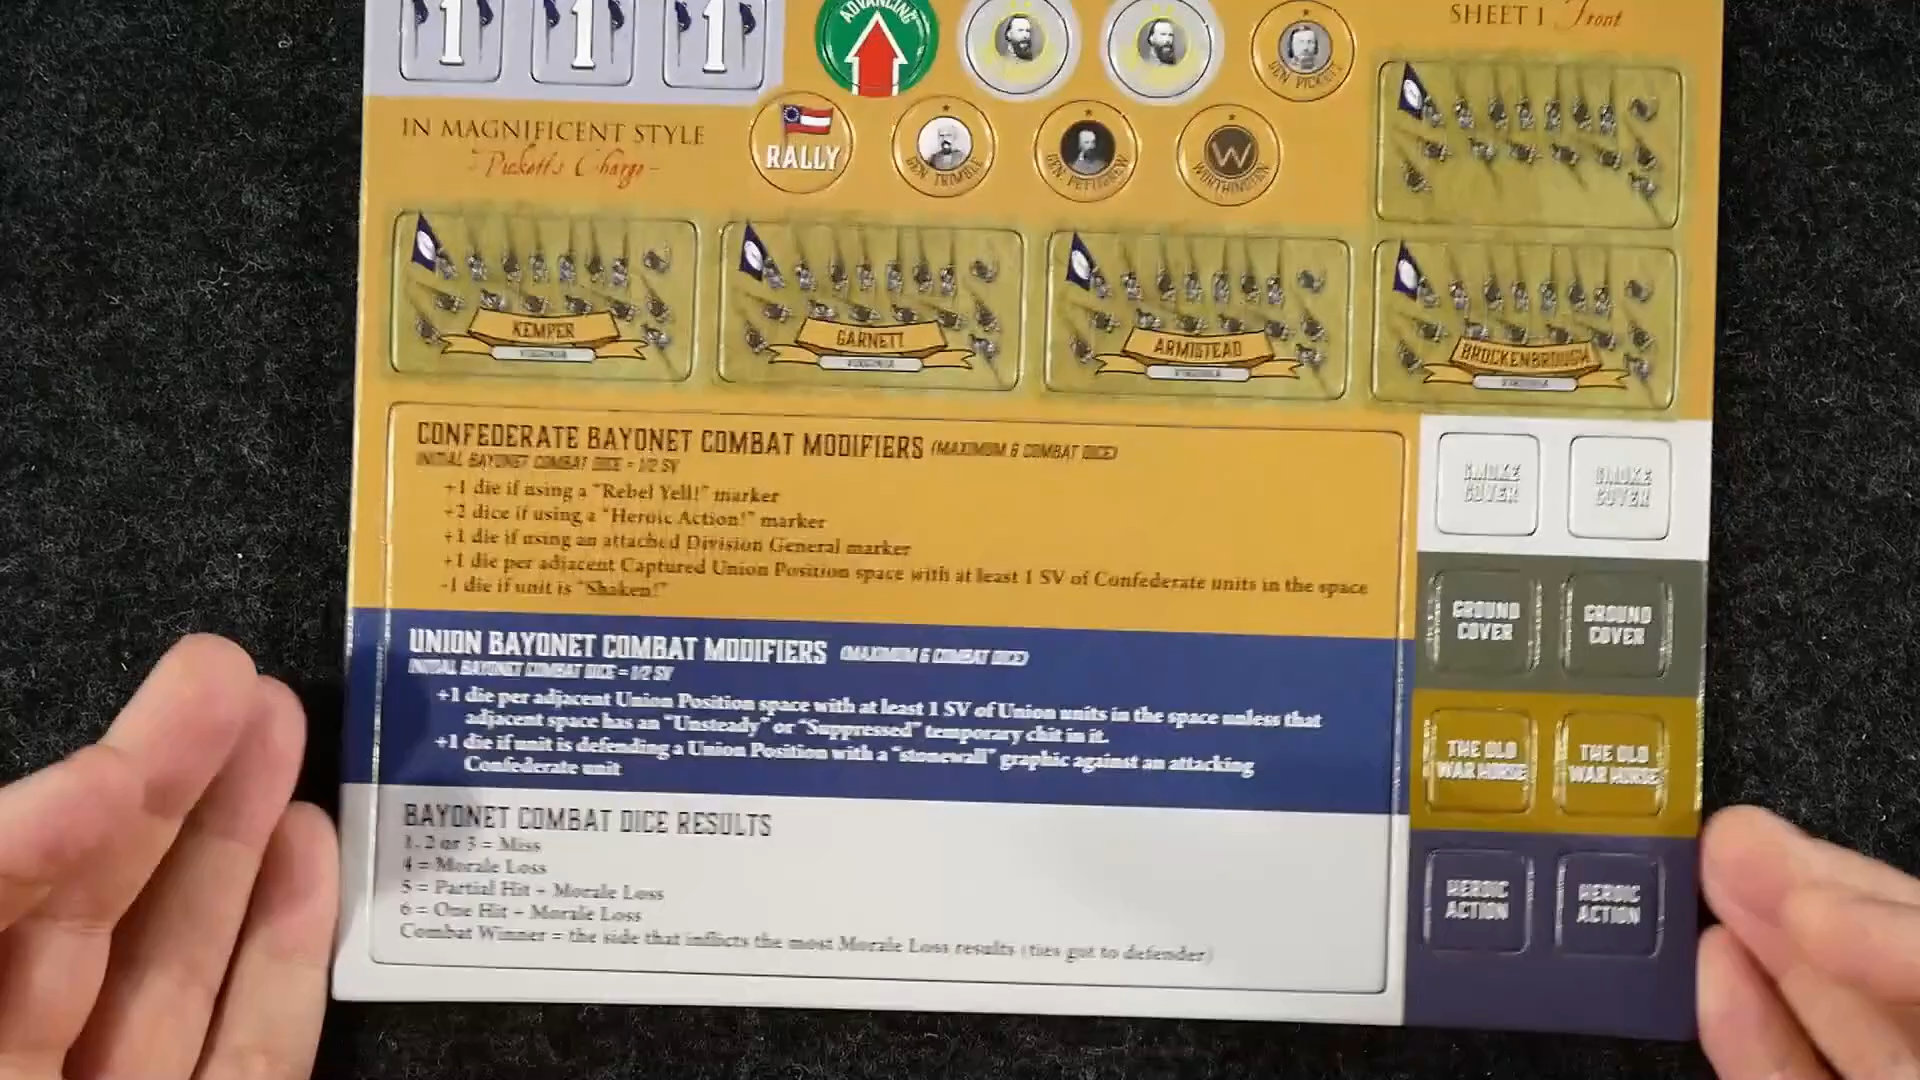 1 1 1
ADVANCING
GEN PICKETT
SHEET 1 Front
IN MAGNIFICENT STYLE
- Pickett's Charge -
RALLY
GEN TRIMBLE
GEN. PETTIGREW
W
WORTHINGTON
KEMPER
VIRGINIA
GARNETT
VIRGINIA
ARMISTEAD
VIRGINIA
BROCKENBROUGH
VIRGINIA
CONFEDERATE BAYONET COMBAT MODIFIERS (MAXIMUM 6 COMBAT DICE)
INITIAL BAYONET COMBAT DICE = 1/2 SV
+1 die if using a "Rebel Yell!" marker
+2 dice if using a "Heroic Action!" marker
+1 die if using an attached Division General marker
+1 die per adjacent Captured Union Position space with at least 1 SV of Confederate units in the space
-1 die if unit is "Shaken!"
UNION BAYONET COMBAT MODIFIERS (MAXIMUM 6 COMBAT DICE)
INITIAL BAYONET COMBAT DICE = 1/2 SV
+1 die per adjacent Union Position space with at least 1 SV of Union units in the space unless that
adjacent space has an "Unsteady" or "Suppressed" temporary chit in it.
+1 die if unit is defending a Union Position with a "stonewall" graphic against an attacking
Confederate unit
BAYONET COMBAT DICE RESULTS
1, 2 or 3 = Miss
4 = Morale Loss
5 = Partial Hit + Morale Loss
6 = One Hit + Morale Loss
Combat Winner = the side that inflicts the most Morale Loss results (ties got to defender)
SMOKE
COVER
SMOKE
COVER
GROUND
COVER
GROUND
COVER
THE OLD
WAR HORSE
THE OLD
WAR HORSE
HEROIC
ACTION
HEROIC
ACTION